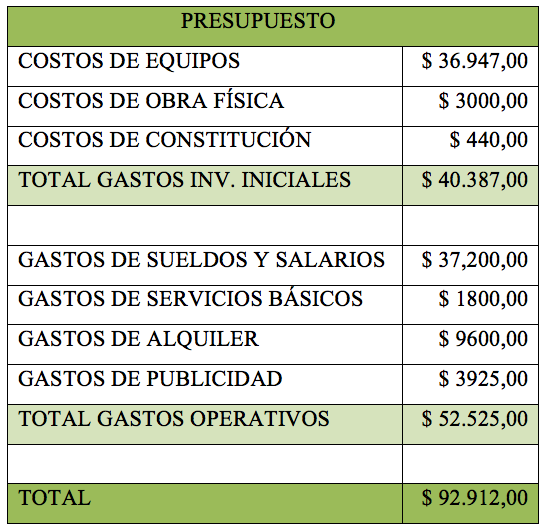 PRESUPUESTO
COSTOS DE EQUIPOS $ 36.947,00
COSTOS DE OBRA FÍSICA $ 3000,00
COSTOS DE CONSTITUCIÓN $ 440,00
TOTAL GASTOS INV. INICIALES $ 40.387,00
GASTOS DE SUELDOS Y SALARIOS $ 37,200,00
GASTOS DE SERVICIOS BÁSICOS $ 1800,00
GASTOS DE ALQUILER $ 9600,00
GASTOS DE PUBLICIDAD $ 3925,00
TOTAL GASTOS OPERATIVOS $ 52.525,00
TOTAL $ 92.912,00